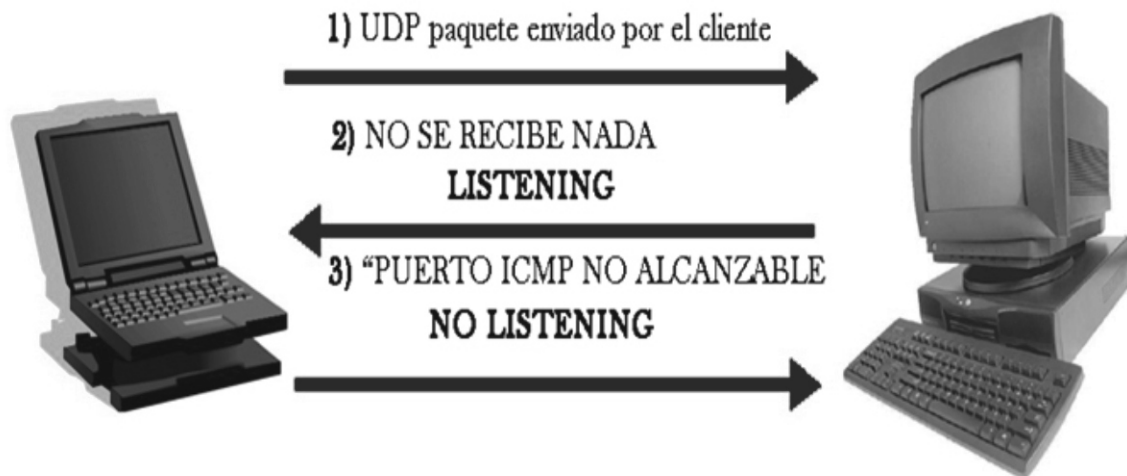 1) UDP paquete enviado por el cliente
2) NO SE RECIBE NADA
LISTENING
3) “PUERTO ICMP NO ALCANZABLE
NO LISTENING